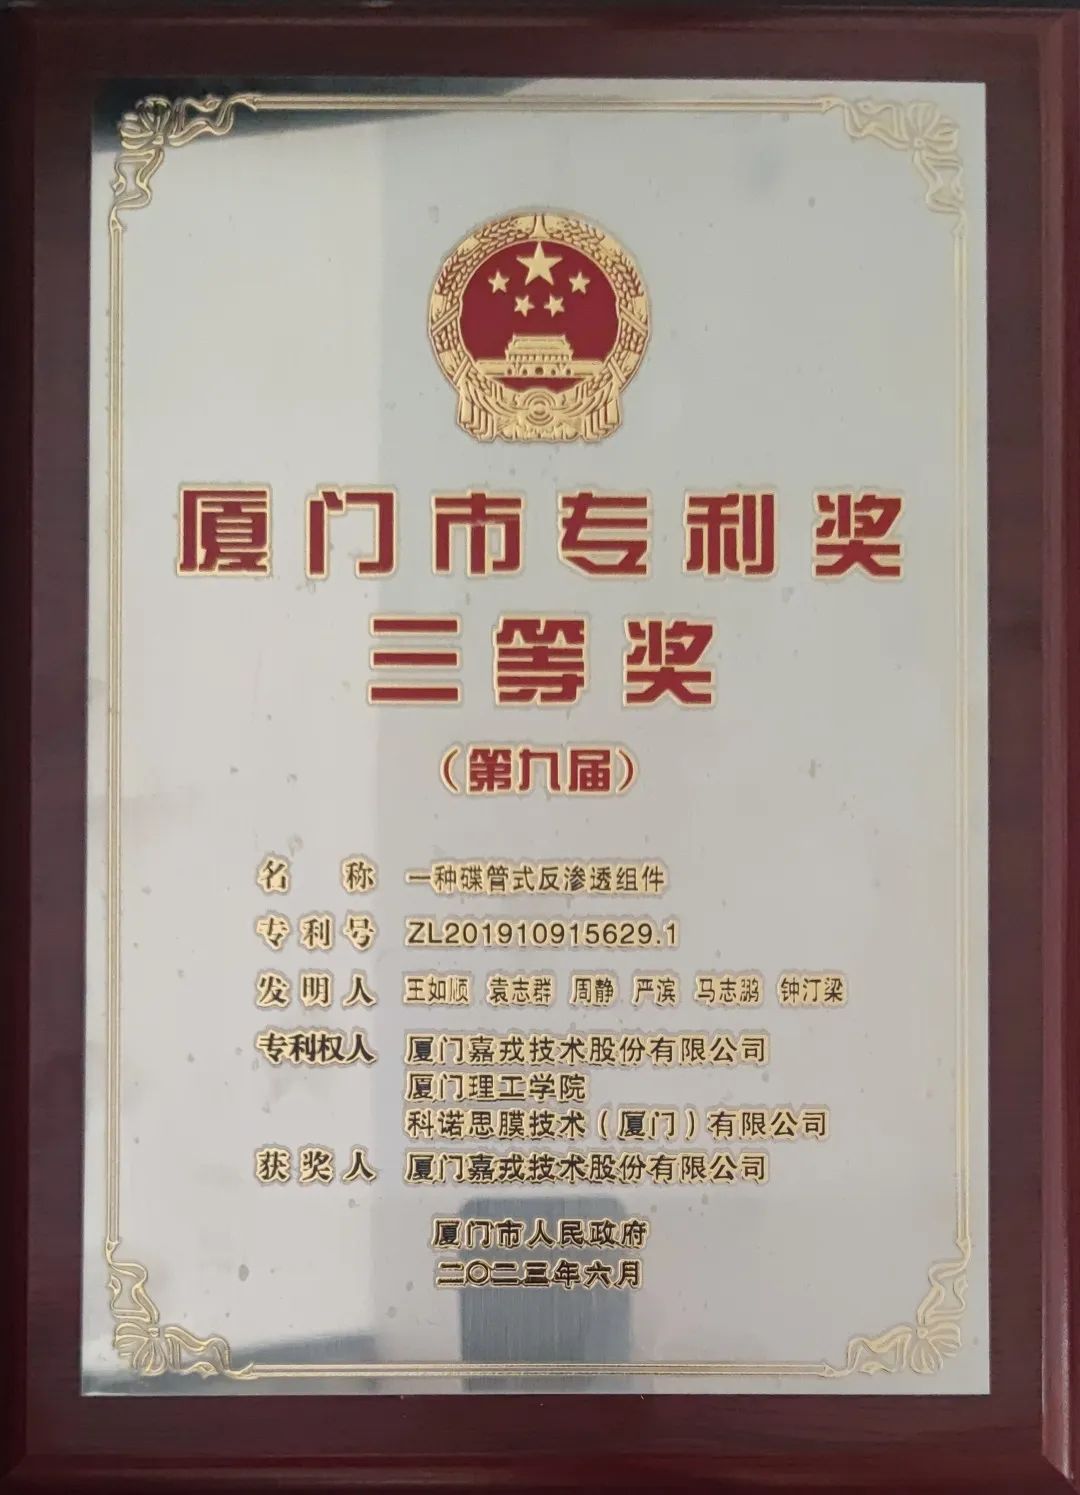 厦门市专利奖
三等奖
（第九届）
名称 一种碟管式反渗透组件
专利号 ZL201910915629.1
发明人 王如顺 袁志群 周静 严滨 马志鹏 钟汀梁
专利权人 厦门嘉戎技术股份有限公司
厦门理工学院
科诺思膜技术（厦门）有限公司
获奖人 厦门嘉戎技术股份有限公司
厦门市人民政府
二〇二三年六月